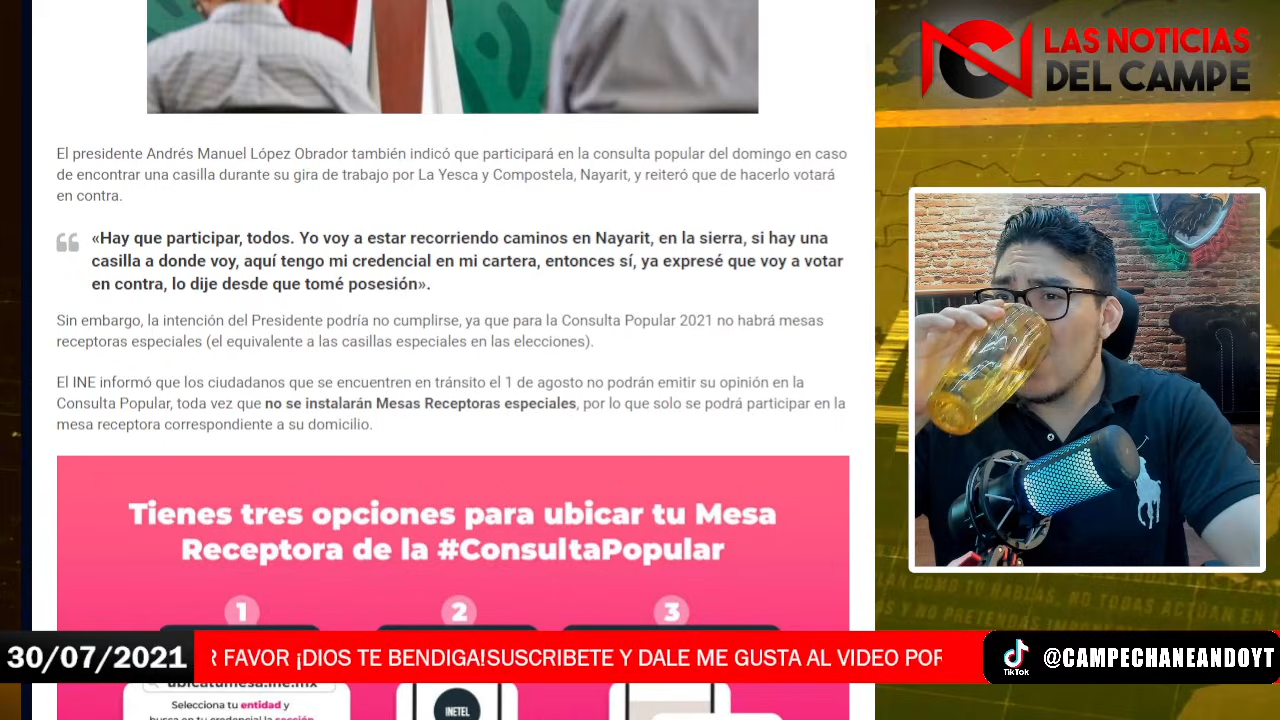 LAS NOTICIAS
DEL CAMPE
El presidente Andrés Manuel López Obrador también indicó que participará en la consulta popular del domingo en caso
de encontrar una casilla durante su gira de trabajo por La Yesca y Compostela, Nayarit, y reiteró que de hacerlo votará
en contra.
«Hay que participar, todos. Yo voy a estar recorriendo caminos en Nayarit, en la sierra, si hay una
casilla a donde voy, aquí tengo mi credencial en mi cartera, entonces sí, ya expresé que voy a votar
en contra, lo dije desde que tomé posesión».
Sin embargo, la intención del Presidente podría no cumplirse, ya que para la Consulta Popular 2021 no habrá mesas
receptoras especiales (el equivalente a las casillas especiales en las elecciones).
El INE informó que los ciudadanos que se encuentren en tránsito el 1 de agosto no podrán emitir su opinión en la
Consulta Popular, toda vez que no se instalarán Mesas Receptoras especiales, por lo que solo se podrá participar en la
mesa receptora correspondiente a su domicilio.
Tienes tres opciones para ubicar tu Mesa
Receptora de la #ConsultaPopular
1 2 3
ubicatumesa.ine.mx
Selecciona tu entidad y
busca en tu credencial la sección
INETEL
30/07/2021
R FAVOR ¡DIOS TE BENDIGA!SUSCRIBETE Y DALE ME GUSTA AL VIDEO POR
TikTok
@CAMPECHANEANDOYT